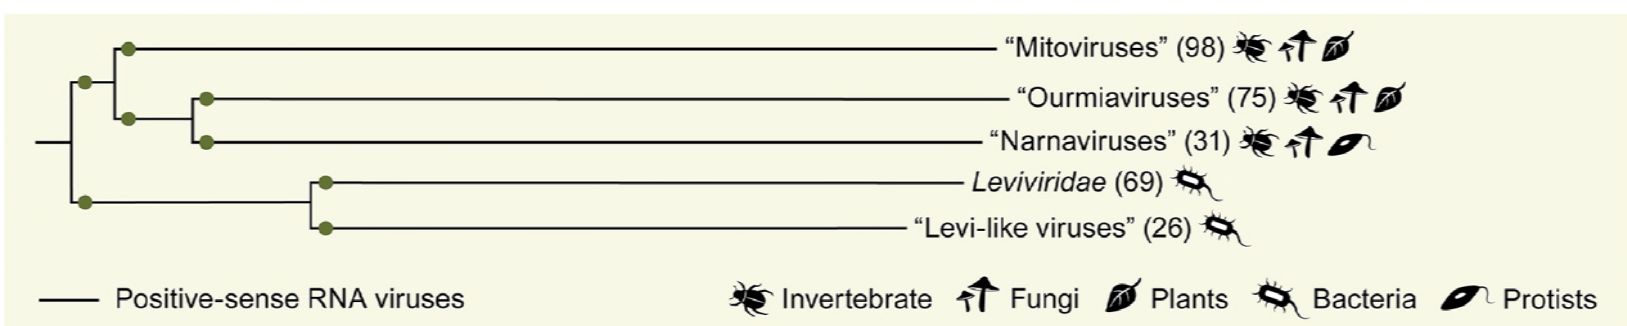 “Mitoviruses” (98)
“Ourmiaviruses” (75)
“Narnaviruses” (31)
Leviviridae (69)
“Levi-like viruses” (26)
Positive-sense RNA viruses
Invertebrate
Fungi
Plants
Bacteria
Protists